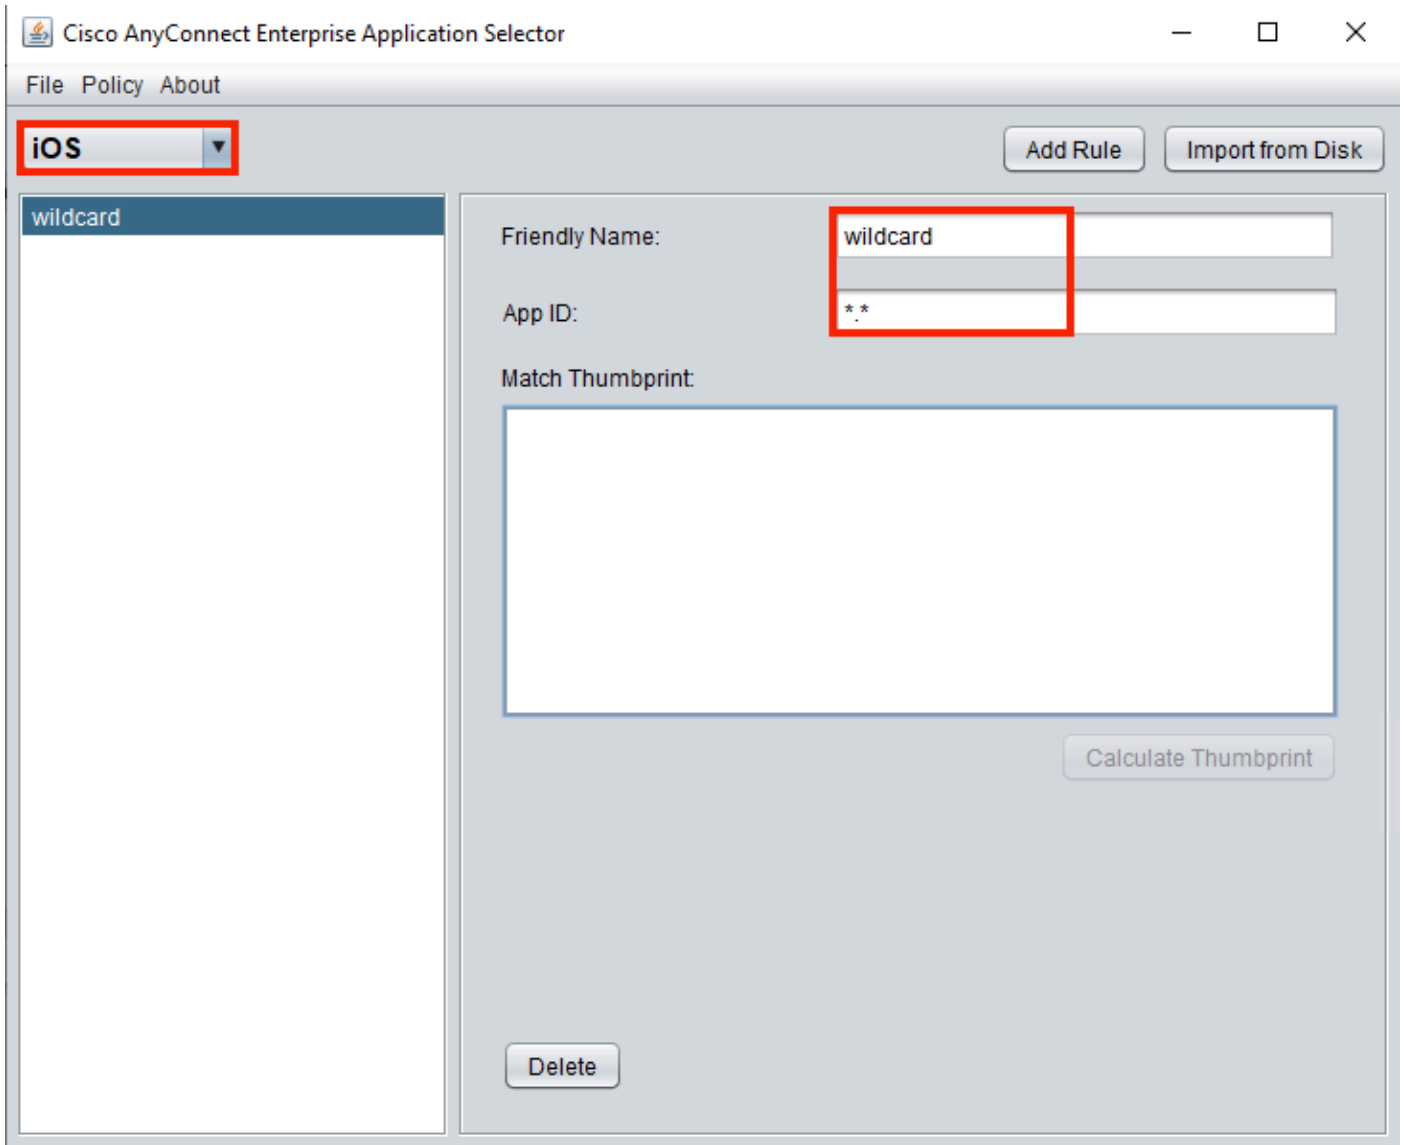 Cisco AnyConnect Enterprise Application Selector
File Policy About
iOS
Add Rule
Import from Disk
wildcard
Friendly Name:
wildcard
App ID:
*.*
Match Thumbprint:
Calculate Thumbprint
Delete